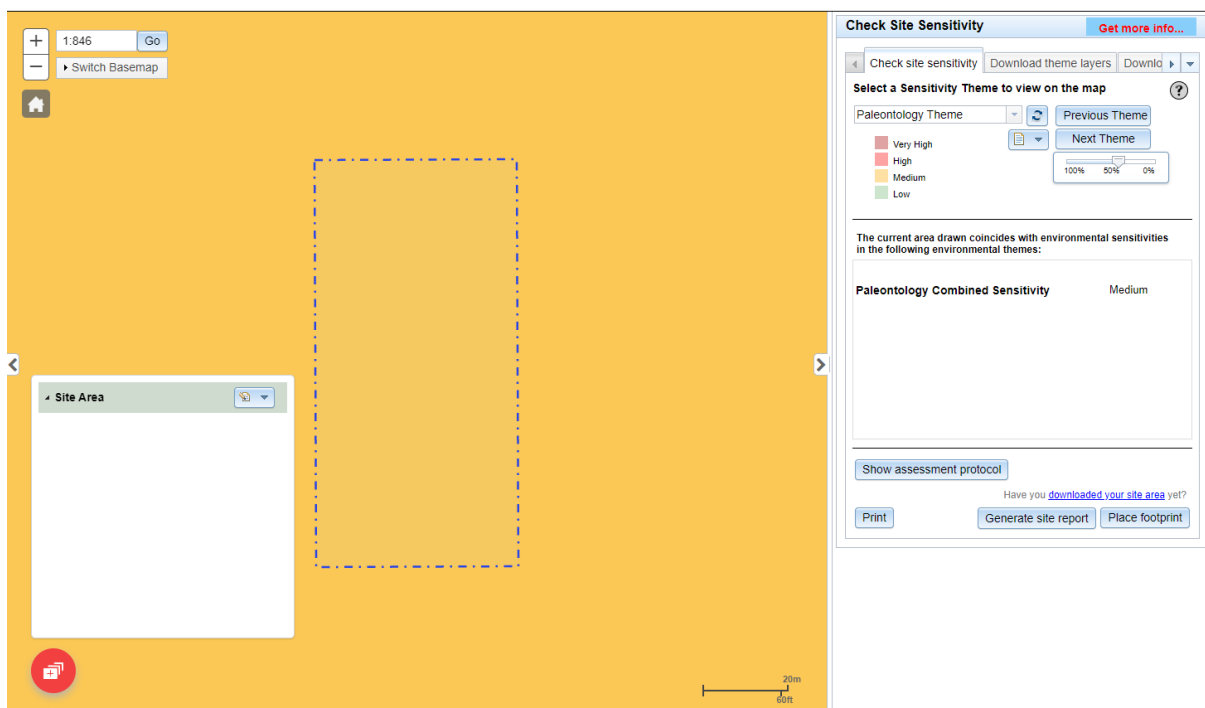 +
1:846
Go
−
Switch Basemap
Site Area
20m
60ft
Check Site Sensitivity
Get more info...
Check site sensitivity
Download theme layers
Downlo
Select a Sensitivity Theme to view on the map
?
Paleontology Theme
Previous Theme
Next Theme
Very High
High
Medium
Low
100% 50% 0%
The current area drawn coincides with environmental sensitivities
in the following environmental themes:
Paleontology Combined Sensitivity Medium
Show assessment protocol
Have you downloaded your site area yet?
Print
Generate site report
Place footprint